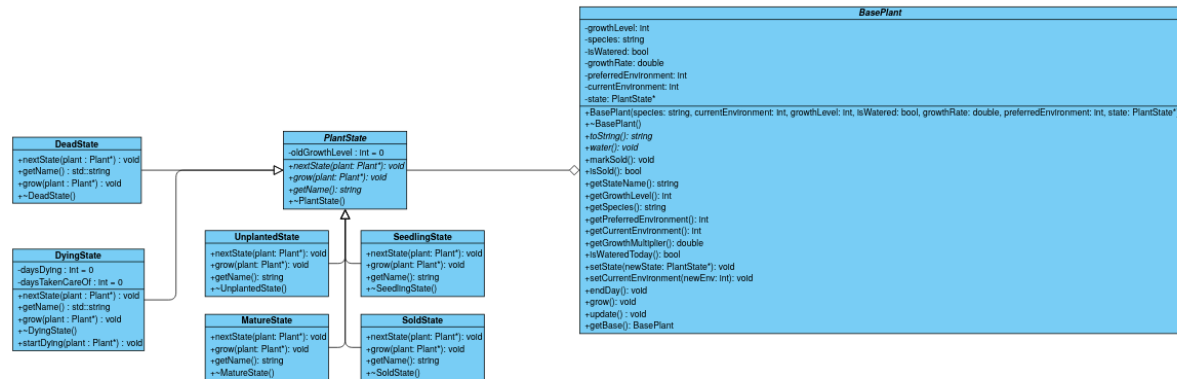 BasePlant
-growthLevel: int
-species: string
-isWatered: bool
-growthRate: double
-preferredEnvironment: int
-currentEnvironment: int
-state: PlantState*
+BasePlant(species: string, currentEnvironment: int, growthLevel: int, isWatered: bool, growthRate: double, preferredEnvironment: int, state: PlantState*
+~BasePlant()
+toString(): string
+water(): void
+markSold(): void
+isSold(): bool
+getStateName(): string
+getGrowthLevel(): int
+getSpecies(): string
+getPreferredEnvironment(): int
+getCurrentEnvironment(): int
+getGrowthMultiplier(): double
+isWateredToday(): bool
+setState(newState: PlantState*): void
+setCurrentEnvironment(newEnv: int): void
+endDay(): void
+grow(): void
+update() : void
+getBase(): BasePlant
PlantState
-oldGrowthLevel : int = 0
+nextState(plant: Plant*): void
+grow(plant: Plant*): void
+getName(): string
+~PlantState()
DeadState
+nextState(plant : Plant*) : void
+getName() : std::string
+grow(plant : Plant*) : void
+~DeadState()
DyingState
-daysDying : int = 0
-daysTakenCareOf : int = 0
+nextState(plant : Plant*) : void
+getName() : std::string
+grow(plant : Plant*) : void
+~DyingState()
+startDying(plant : Plant*) : void
UnplantedState
+nextState(plant: Plant*): void
+grow(plant: Plant*): void
+getName(): string
+~UnplantedState()
SeedlingState
+nextState(plant: Plant*): void
+grow(plant: Plant*): void
+getName(): string
+~SeedlingState()
MatureState
+nextState(plant: Plant*): void
+grow(plant: Plant*): void
+getName(): string
+~MatureState()
SoldState
+nextState(plant: Plant*): void
+grow(plant: Plant*): void
+getName(): string
+~SoldState()